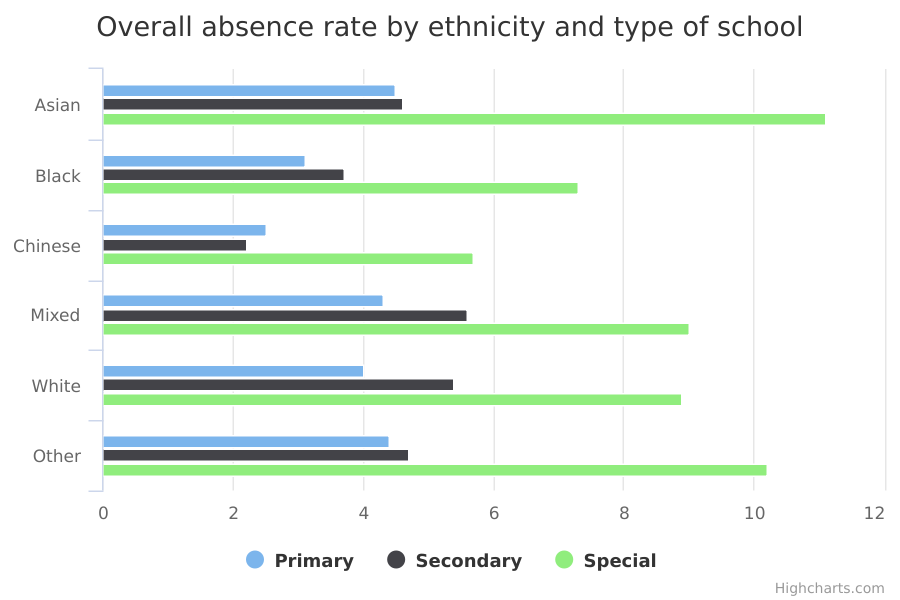 Overall absence rate by ethnicity and type of school
Asian
Black
Chinese
Mixed
White
Other
0 2 4 6 8 10 12
Primary Secondary Special
Highcharts.com